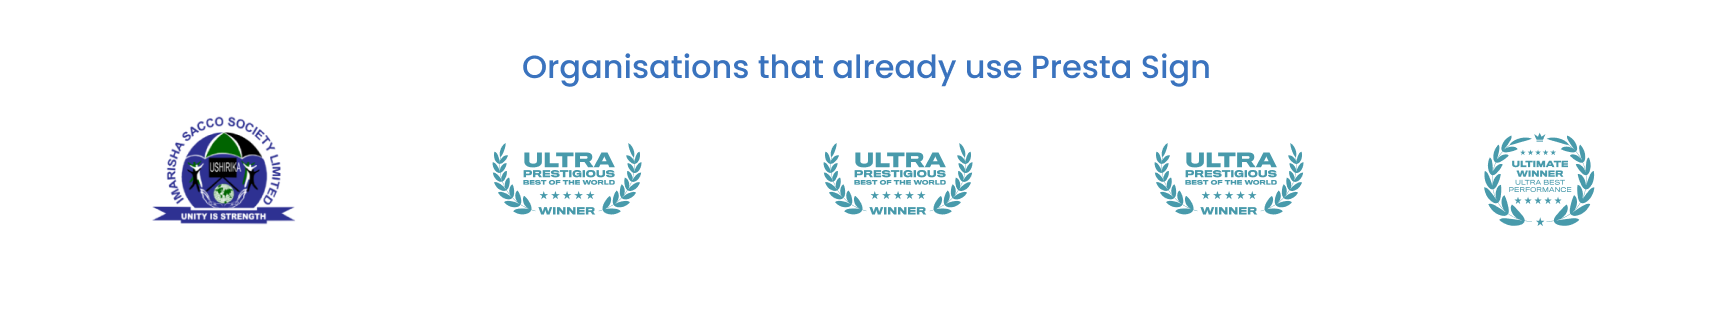 Organisations that already use Presta Sign
IMARISHA SACCO SOCIETY LIMITED
USHIRIKA
UNITY IS STRENGTH
ULTRA
PRESTIGIOUS
BEST OF THE WORLD
WINNER
ULTRA
PRESTIGIOUS
BEST OF THE WORLD
WINNER
ULTRA
PRESTIGIOUS
BEST OF THE WORLD
WINNER
ULTIMATE
WINNER
ULTRA BEST
PERFORMANCE